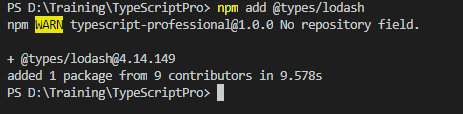 PS D:\Training\TypeScriptPro> npm add @types/lodash
npm WARN typescript-professional@1.0.0 No repository field.
+ @types/lodash@4.14.149
added 1 package from 9 contributors in 9.578s
PS D:\Training\TypeScriptPro>